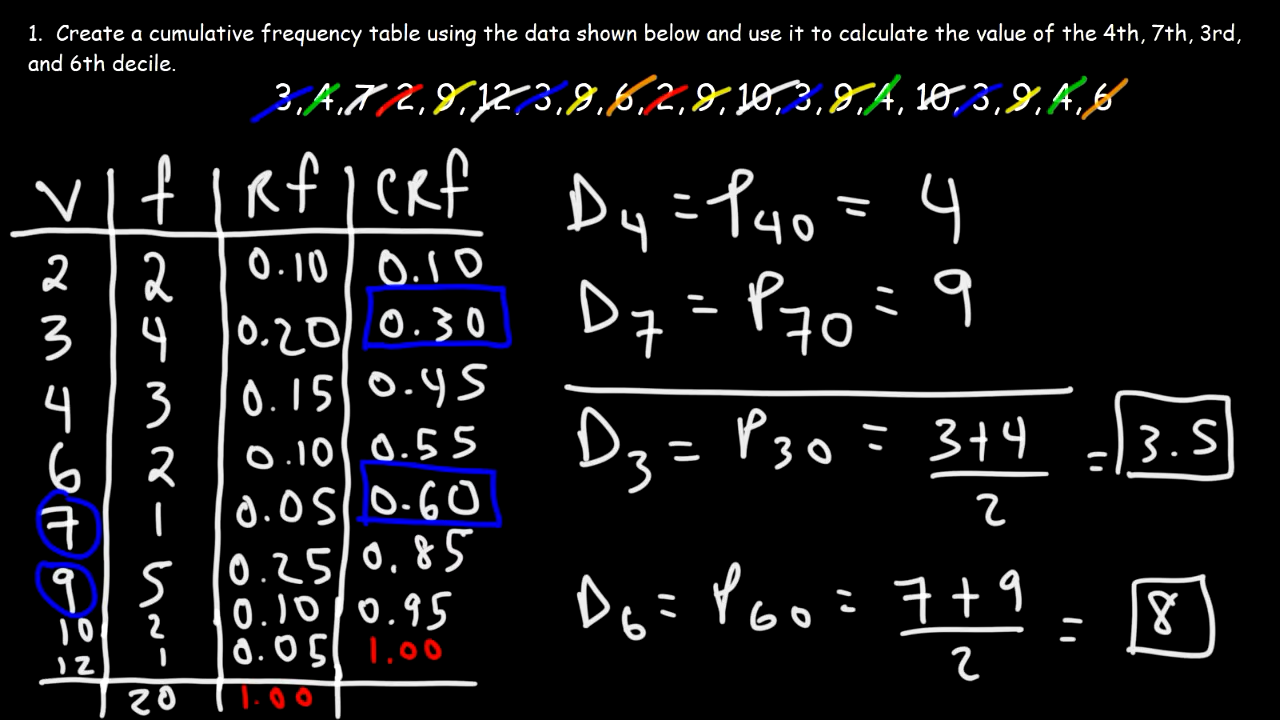 1. Create a cumulative frequency table using the data shown below and use it to calculate the value of the 4th, 7th, 3rd,
and 6th decile.
3, 4, 7, 2, 9, 12, 3, 9, 6, 2, 9, 10, 3, 9, 4, 10, 3, 9, 4, 6
V f Rf CRf
2 2 0.10 0.10
3 4 0.20 0.30
4 3 0.15 0.45
6 2 0.10 0.55
7 1 0.05 0.60
9 5 0.25 0.85
10 2 0.10 0.95
12 1 0.05 1.00
20 1.00
D4 = P40 = 4
D7 = P70 = 9
D3 = P30 = 3+4 / 2 = 3.5
D6 = P60 = 7+9 / 2 = 8